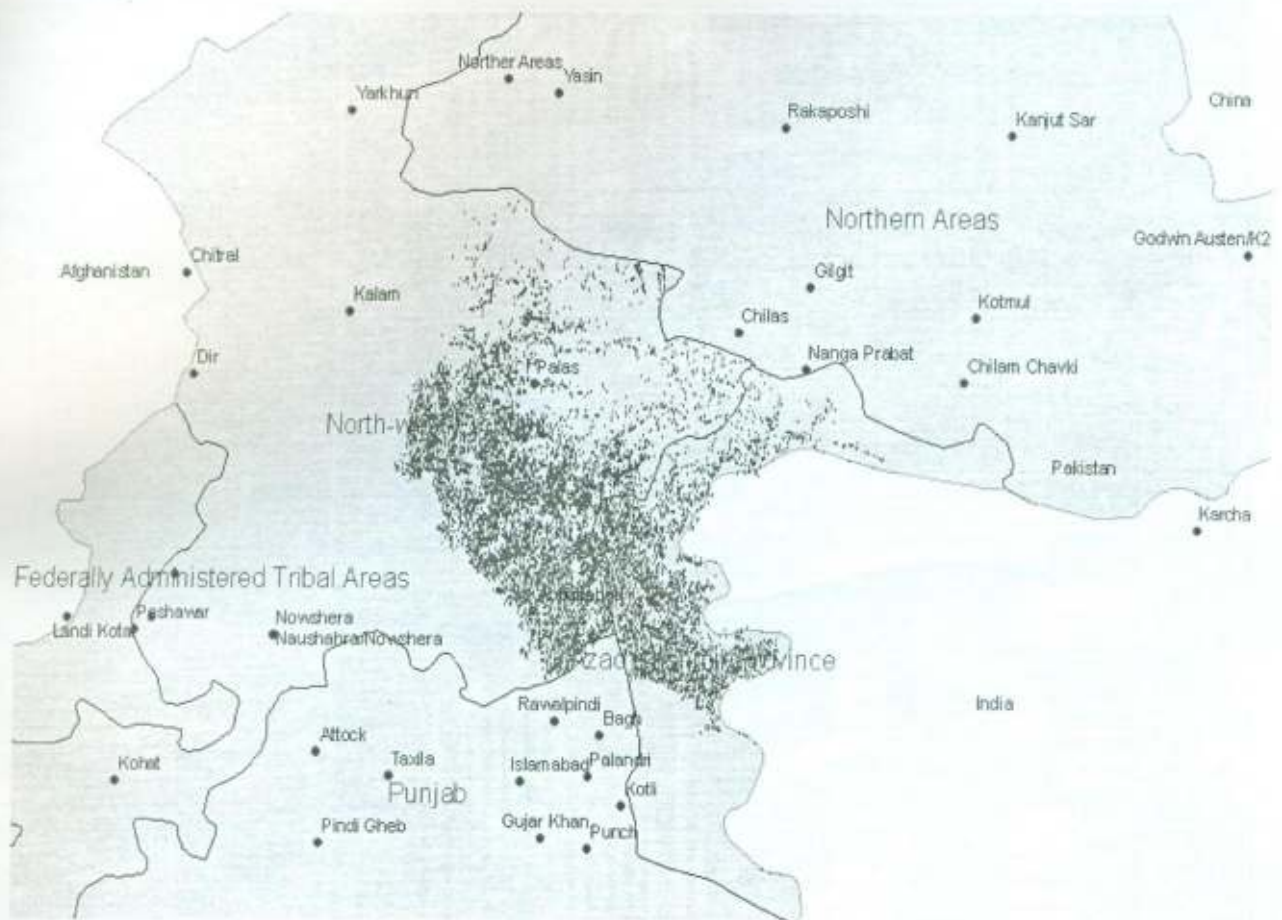 Norther Areas
Yasin
Yarkhun
Rakaposhi
Kanjut Sar
China
Northern Areas
Godwin Austen/K2
Afghanistan
Chitral
Gilgit
Kalam
Kotmul
Chilas
Dir
Nanga Prabat
Chilam Chavki
Palas
Pakistan
Karcha
Federally Administered Tribal Areas
Peshawar
Landi Kotal
Nowshera
Naushahra/Nowshera
India
Rawalpindi
Bagh
Attock
Taxila
Islamabad
Palandri
Kohat
Punjab
Kotli
Pindi Gheb
Gujar Khan
Punch